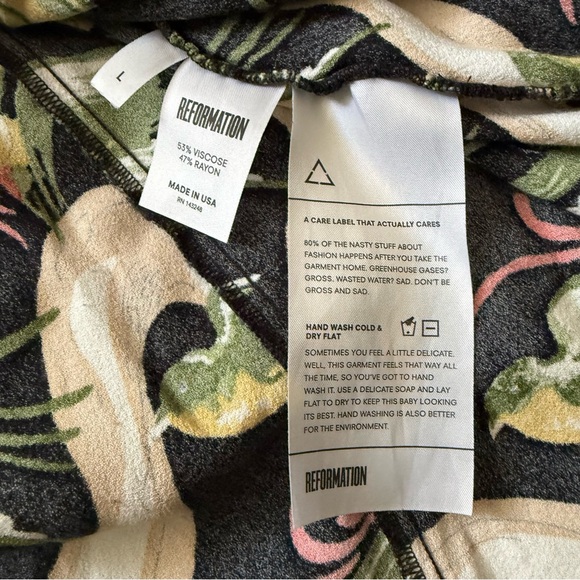 L
REFORMATION
53% VISCOSE
47% RAYON
MADE IN USA
RN 143248
A CARE LABEL THAT ACTUALLY CARES
80% OF THE NASTY STUFF ABOUT
FASHION HAPPENS AFTER YOU TAKE THE
GARMENT HOME. GREENHOUSE GASES?
GROSS. WASTED WATER? SAD. DON'T BE
GROSS AND SAD.
HAND WASH COLD &
DRY FLAT
SOMETIMES YOU FEEL A LITTLE DELICATE.
WELL, THIS GARMENT FEELS THAT WAY ALL
THE TIME, SO YOU'VE GOT TO HAND
WASH IT. USE A DELICATE SOAP AND LAY
FLAT TO DRY TO KEEP THIS BABY LOOKING
ITS BEST. HAND WASHING IS ALSO BETTER
FOR THE ENVIRONMENT.
REFORMATION